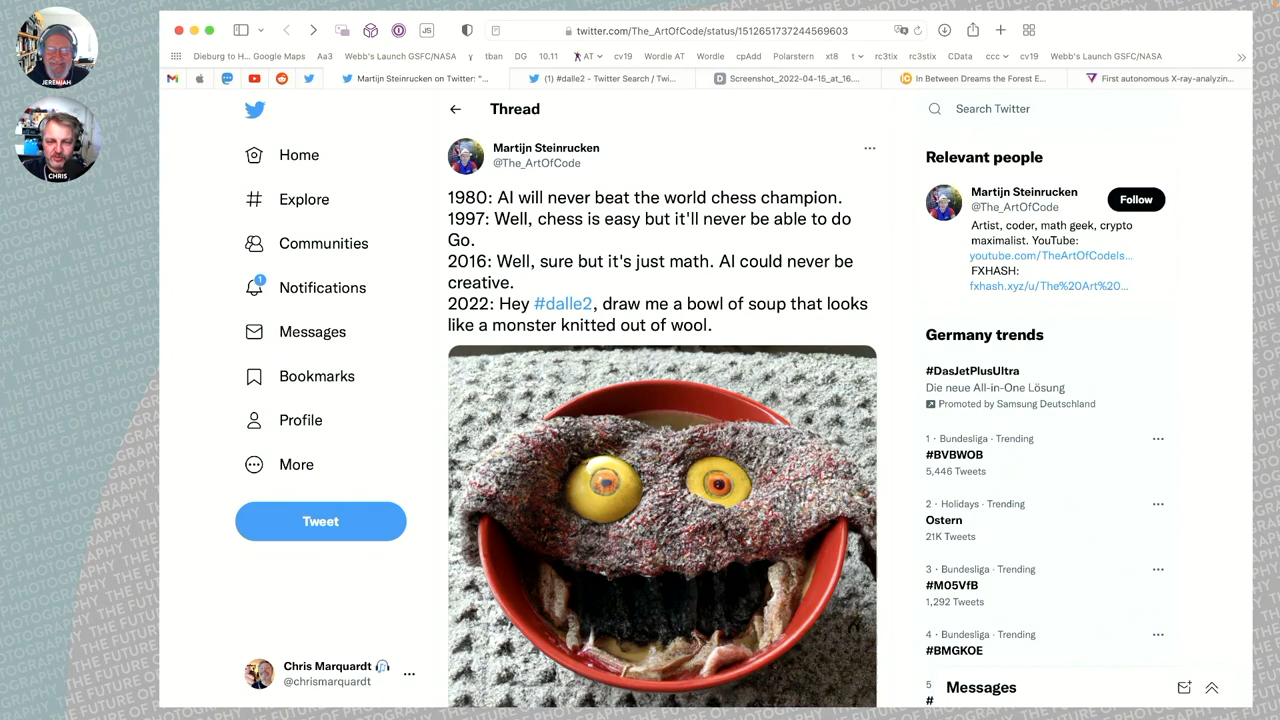 JEREMIAH
CHRIS
twitter.com/The_ArtOfCode/status/1512651737244569603
JS
Dieburg to H... Google Maps
Aa3
Webb's Launch GSFC/NASA
γ
tban
DG
10.11
AT
cv19
Wordle AT
Wordle
cpAdd
Polarstern
xt8
t
rc3tix
rc3stix
CData
ccc
cv19
Webb's Launch GSFC/NASA
Martijn Steinrucken on Twitter: "...
(1) #dalle2 - Twitter Search / Twi...
Screenshot_2022-04-15_at_16....
In Between Dreams the Forest E...
First autonomous X-ray-analyzin...
Home
Explore
Communities
1
Notifications
Messages
Bookmarks
Profile
More
Tweet
Chris Marquardt
@chrismarquardt
Thread
Martijn Steinrucken
@The_ArtOfCode
1980: AI will never beat the world chess champion.
1997: Well, chess is easy but it'll never be able to do
Go.
2016: Well, sure but it's just math. AI could never be
creative.
2022: Hey #dalle2, draw me a bowl of soup that looks
like a monster knitted out of wool.
Search Twitter
Relevant people
Martijn Steinrucken
@The_ArtOfCode
Follow
Artist, coder, math geek, crypto
maximalist. YouTube:
youtube.com/TheArtOfCodeIs...
FXHASH:
fxhash.xyz/u/The%20Art%20...
Germany trends
#DasJetPlusUltra
Die neue All-in-One Lösung
Promoted by Samsung Deutschland
1 · Bundesliga · Trending
#BVBWOB
5,446 Tweets
2 · Holidays · Trending
Ostern
21K Tweets
3 · Bundesliga · Trending
#M05VfB
1,292 Tweets
4 · Bundesliga · Trending
#BMGKOE
5
#
Messages